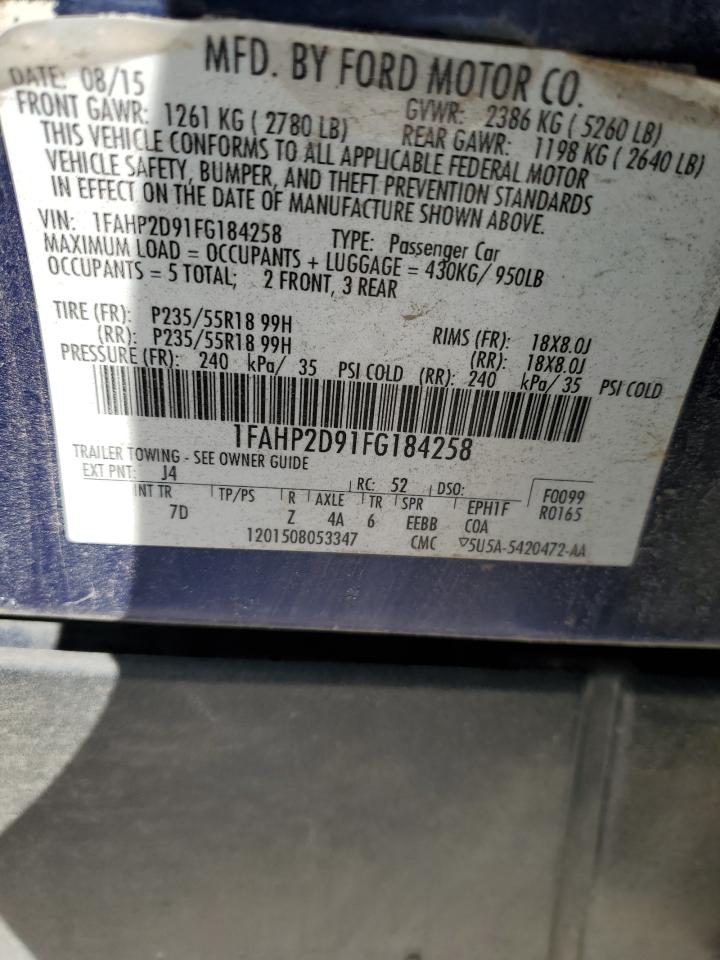 MFD. BY FORD MOTOR CO.
DATE: 08/15 GVWR: 2386 KG ( 5260 LB)
FRONT GAWR: 1261 KG ( 2780 LB) REAR GAWR: 1198 KG ( 2640 LB)
THIS VEHICLE CONFORMS TO ALL APPLICABLE FEDERAL MOTOR
VEHICLE SAFETY, BUMPER, AND THEFT PREVENTION STANDARDS
IN EFFECT ON THE DATE OF MANUFACTURE SHOWN ABOVE.
VIN: 1FAHP2D91FG184258 TYPE: Passenger Car
MAXIMUM LOAD = OCCUPANTS + LUGGAGE = 430KG/ 950LB
OCCUPANTS = 5 TOTAL; 2 FRONT, 3 REAR
TIRE (FR): P235/55R18 99H RIMS (FR): 18X8.0J
(RR): P235/55R18 99H (RR): 18X8.0J
PRESSURE (FR): 240 kPa/ 35 PSI COLD (RR): 240 kPa/ 35 PSI COLD
1FAHP2D91FG184258
TRAILER TOWING - SEE OWNER GUIDE
EXT PNT: J4 RC: 52 DSO: F0099
INT TR TP/PS R AXLE TR SPR EPH1F R0165
7D Z 4A 6 EEBB COA
1201508053347 CMC ▽5U5A-5420472-AA